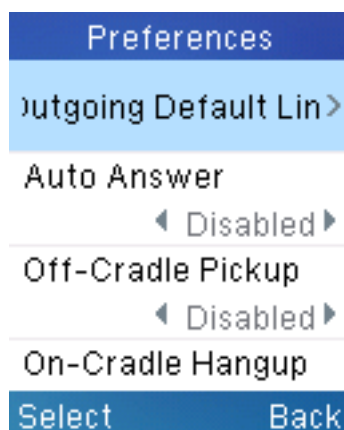 Preferences
utgoing Default Lin
Auto Answer
Disabled
Off-Cradle Pickup
Disabled
On-Cradle Hangup
Select Back